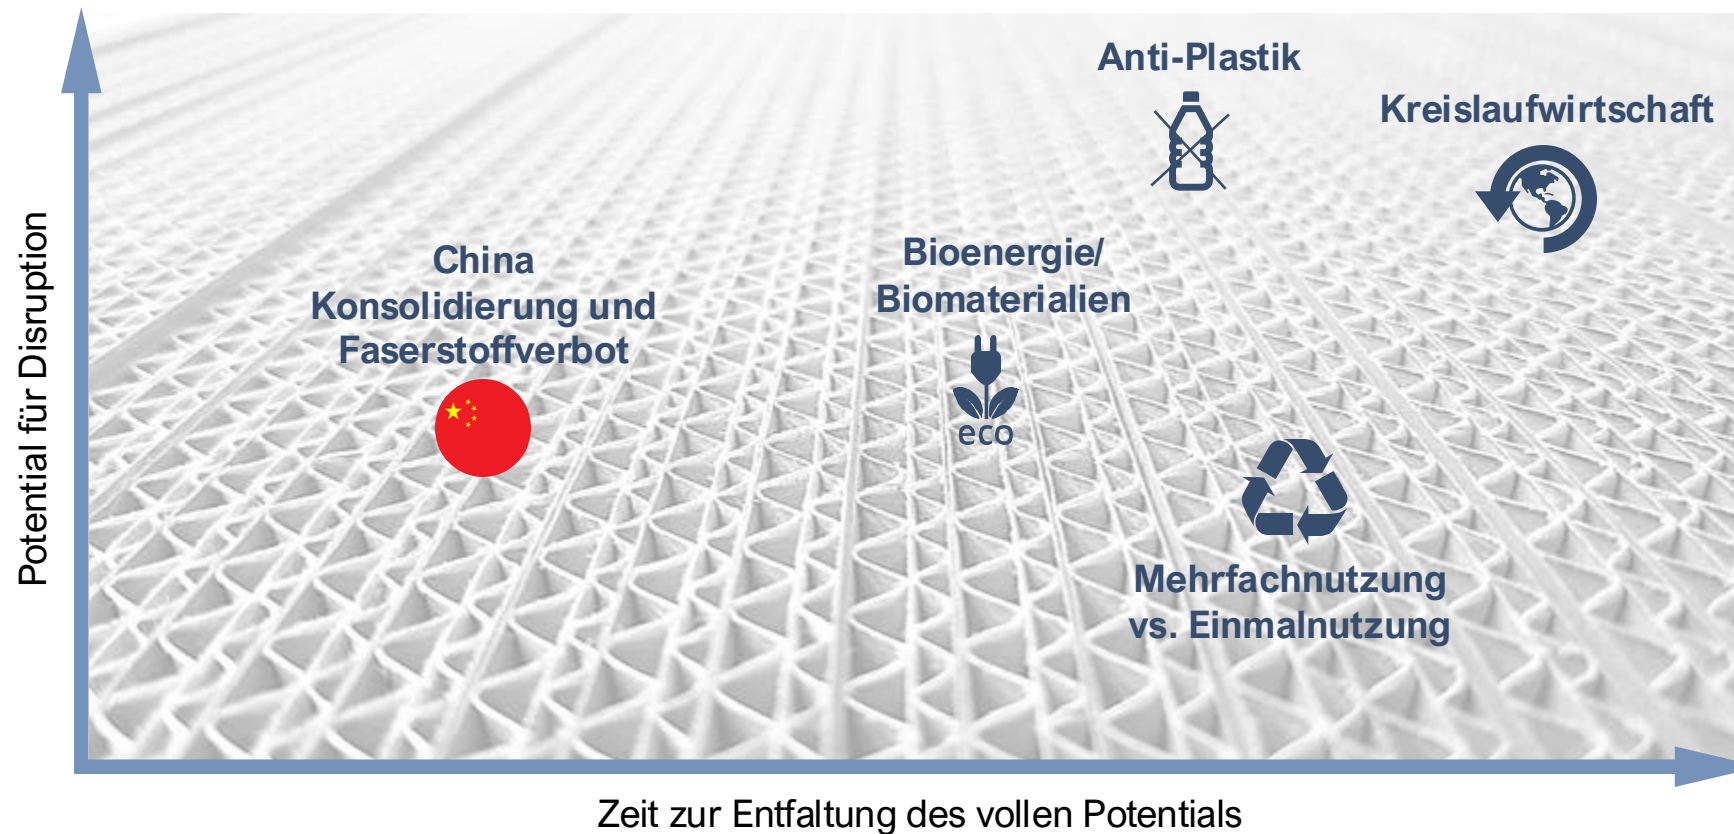 Anti-Plastik
Kreislaufwirtschaft
China
Konsolidierung und
Faserstoffverbot
Bioenergie/
Biomaterialien
eco
Mehrfachnutzung
vs. Einmalnutzung
Potential für Disruption
Zeit zur Entfaltung des vollen Potentials